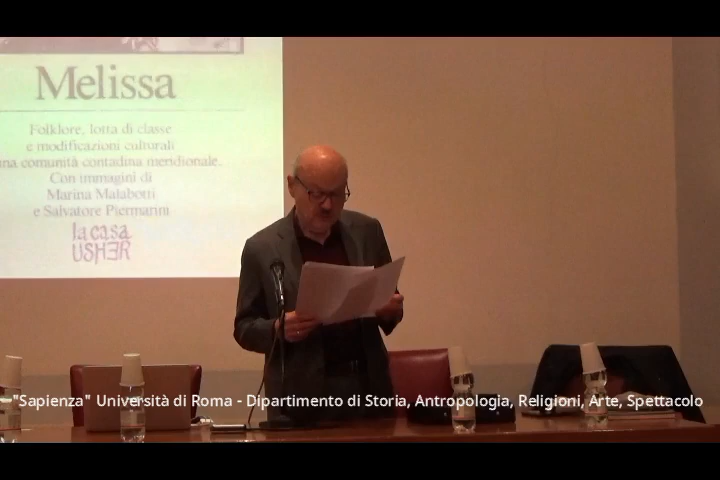 Melissa
Folklore, lotta di classe
e modificazioni culturali
una comunità contadina meridionale.
Con immagini di
Marina Malabotti
e Salvatore Piermarini
la casa
USHER
"Sapienza" Università di Roma - Dipartimento di Storia, Antropologia, Religioni, Arte, Spettacolo